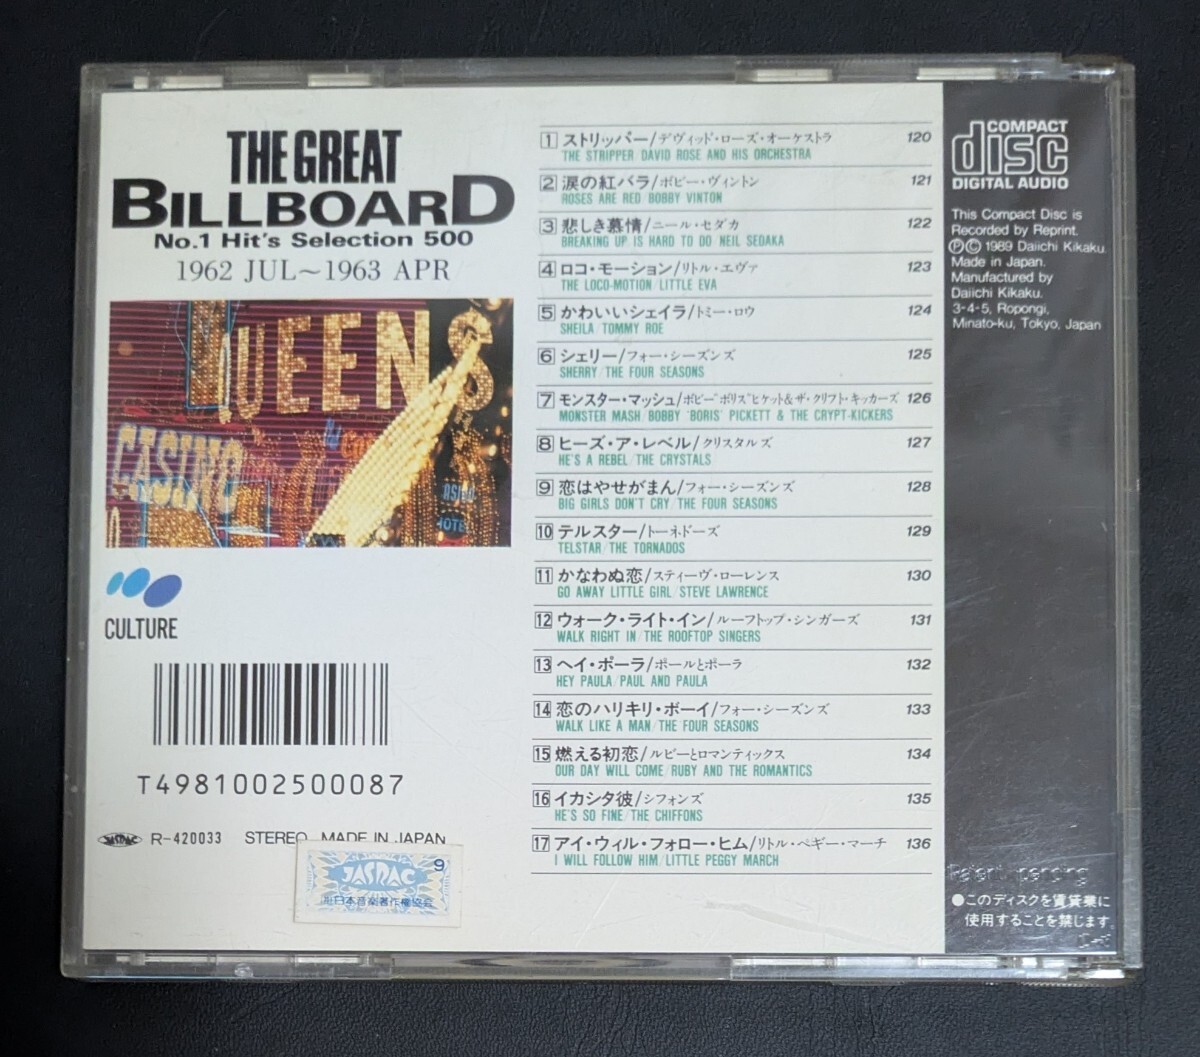 THE GREAT
BILLBOARD
No.1 Hit's Selection 500
1962 JUL～1963 APR
QUEENS
CASINO
CULTURE
T4981002500087
JASRAC R-420033 STEREO MADE IN JAPAN
JASRAC
9
日本音楽著作権協会
1 ストリッパー/デヴィッド・ローズ・オーケストラ 120
THE STRIPPER/DAVID ROSE AND HIS ORCHESTRA
2 涙の紅バラ/ボビー・ヴィントン 121
ROSES ARE RED/BOBBY VINTON
3 悲しき慕情/ニール・セダカ 122
BREAKING UP IS HARD TO DO/NEIL SEDAKA
4 ロコ・モーション/リトル・エヴァ 123
THE LOCO-MOTION/LITTLE EVA
5 かわいいシェイラ/トミー・ロウ 124
SHEILA/TOMMY ROE
6 シェリー/フォー・シーズンズ 125
SHERRY/THE FOUR SEASONS
7 モンスター・マッシュ/ボビー"ボリス"ピケット&ザ・クリフト・キッカーズ 126
MONSTER MASH/BOBBY 'BORIS' PICKETT & THE CRYPT-KICKERS
8 ヒーズ・ア・レベル/クリスタルズ 127
HE'S A REBEL/THE CRYSTALS
9 恋はやせがまん/フォー・シーズンズ 128
BIG GIRLS DON'T CRY/THE FOUR SEASONS
10 テルスター/トーネドーズ 129
TELSTAR/THE TORNADOS
11 かなわぬ恋/スティーヴ・ローレンス 130
GO AWAY LITTLE GIRL/STEVE LAWRENCE
12 ウォーク・ライト・イン/ルーフトップ・シンガーズ 131
WALK RIGHT IN/THE ROOFTOP SINGERS
13 ヘイ・ポーラ/ポールとポーラ 132
HEY PAULA/PAUL AND PAULA
14 恋のハリキリ・ボーイ/フォー・シーズンズ 133
WALK LIKE A MAN/THE FOUR SEASONS
15 燃える初恋/ルビーとロマンティックス 134
OUR DAY WILL COME/RUBY AND THE ROMANTICS
16 イカシタ彼/シフォンズ 135
HE'S SO FINE/THE CHIFFONS
17 アイ・ウィル・フォロー・ヒム/リトル・ペギー・マーチ 136
I WILL FOLLOW HIM/LITTLE PEGGY MARCH
COMPACT
disc
DIGITAL AUDIO
This Compact Disc is
Recorded by Reprint.
ⓅⒸ 1989 Daiichi Kikaku.
Made in Japan.
Manufactured by
Daiichi Kikaku.
3-4-5, Ropongi,
Minato-ku, Tokyo, Japan
Patent pending
●このディスクを賃貸業に
使用することを禁じます。